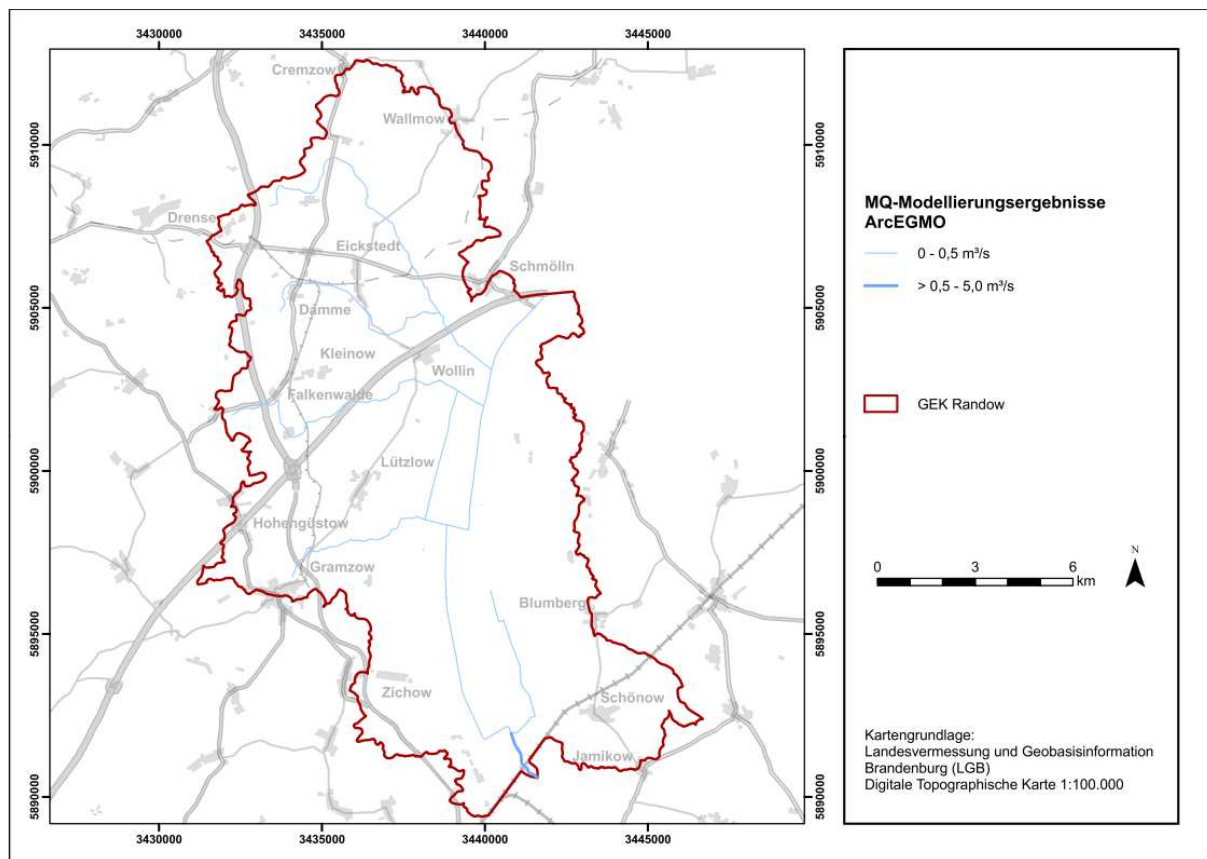 3430000 3435000 3440000 3445000
5910000
5905000
5900000
5895000
5890000
Cremzow
Wallmow
Drense
Eickstedt
Schmölln
Damme
Kleinow
Wollin
Falkenwalde
Lützlow
Hohengüstow
Gramzow
Blumberg
Zichow
Schönow
Jamikow
5910000
5905000
5900000
5895000
5890000
3430000 3435000 3440000 3445000
MQ-Modellierungsergebnisse
ArcEGMO
0 - 0,5 m³/s
> 0,5 - 5,0 m³/s
GEK Randow
0 3 6
km
N
Kartengrundlage:
Landesvermessung und Geobasisinformation
Brandenburg (LGB)
Digitale Topographische Karte 1:100.000